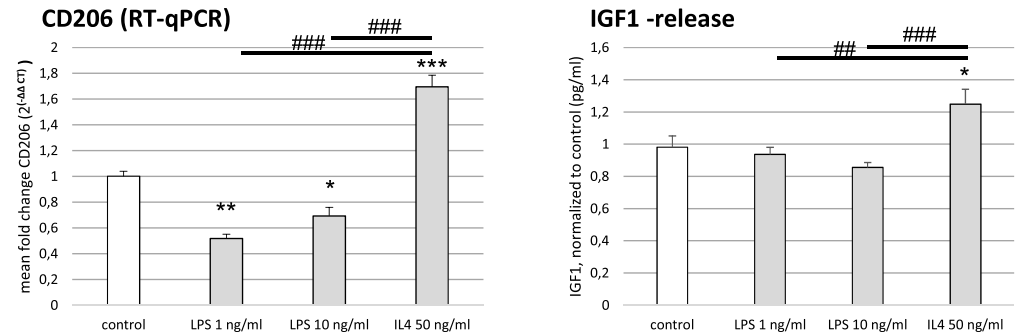 CD206 (RT-qPCR)
###
###
mean fold change CD206 (2(-ΔΔ CT) )
2
1,8
1,6
1,4
1,2
1
0,8
0,6
0,4
0,2
0
**
*
***
control
LPS 1 ng/ml
LPS 10 ng/ml
IL4 50 ng/ml
IGF1 -release
###
##
IGF1, normalized to control (pg/ml)
1,6
1,4
1,2
1
0,8
0,6
0,4
0,2
0
*
control
LPS 1 ng/ml
LPS 10 ng/ml
IL4 50 ng/ml